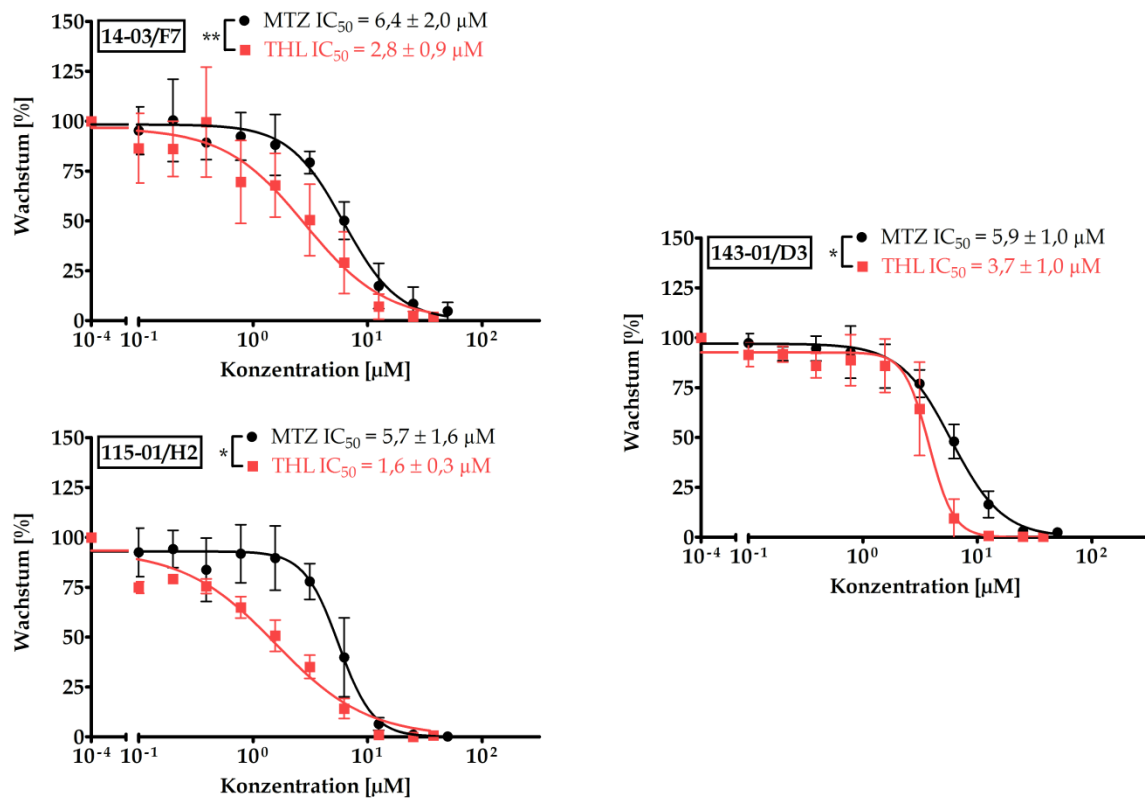 14-03/F7
** MTZ IC50 = 6,4 ± 2,0 µM
THL IC50 = 2,8 ± 0,9 µM
Wachstum [%]
150
125
100
75
50
25
0
10-4 10-1 100 101 102
Konzentration [µM]
115-01/H2
* MTZ IC50 = 5,7 ± 1,6 µM
THL IC50 = 1,6 ± 0,3 µM
Wachstum [%]
150
125
100
75
50
25
0
10-4 10-1 100 101 102
Konzentration [µM]
143-01/D3
* MTZ IC50 = 5,9 ± 1,0 µM
THL IC50 = 3,7 ± 1,0 µM
Wachstum [%]
150
125
100
75
50
25
0
10-4 10-1 100 101 102
Konzentration [µM]